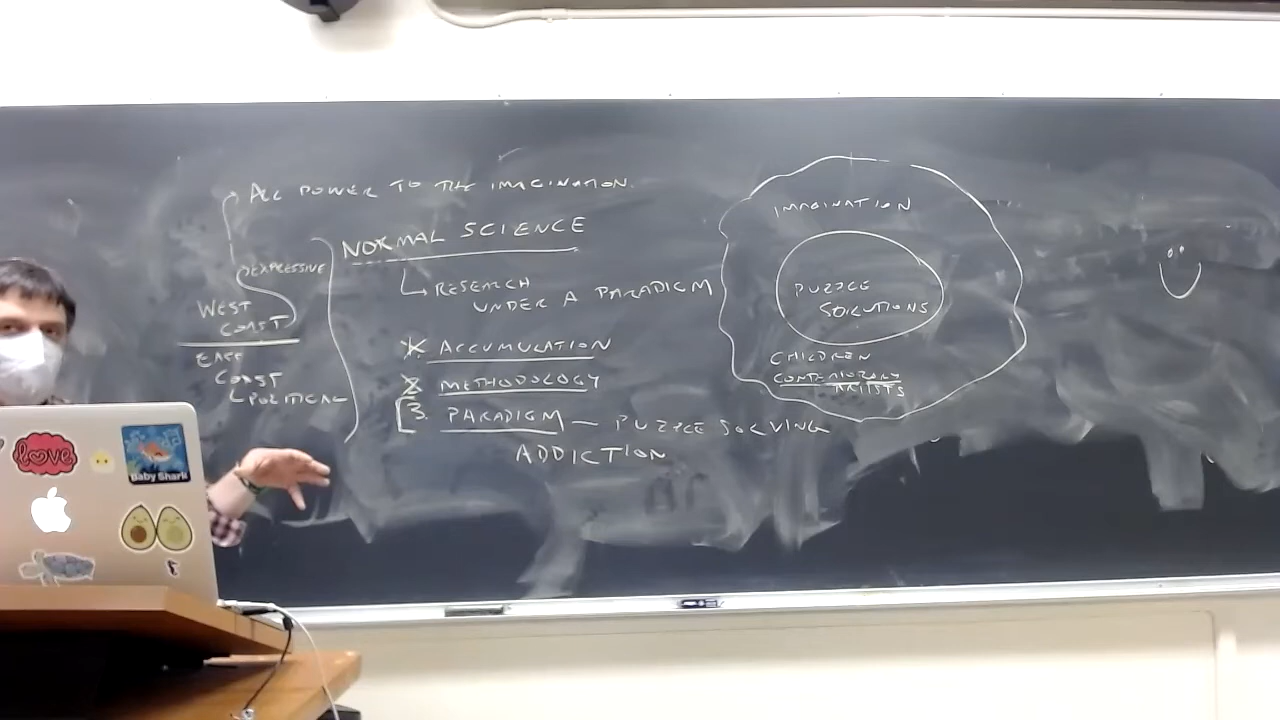 ALL POWER TO THE IMAGINATION.
EXPRESSIVE
WEST
COAST
EAST
COAST
POLITICAL
NORMAL SCIENCE
RESEARCH
UNDER A PARADIGM
ACCUMULATION
METHODOLOGY
3. PARADIGM — PUZZLE SOLVING
ADDICTION
IMAGINATION
PUZZLE
SOLUTIONS
CHILDREN
CONTEMPORARY
ARTISTS
love
Baby Shark